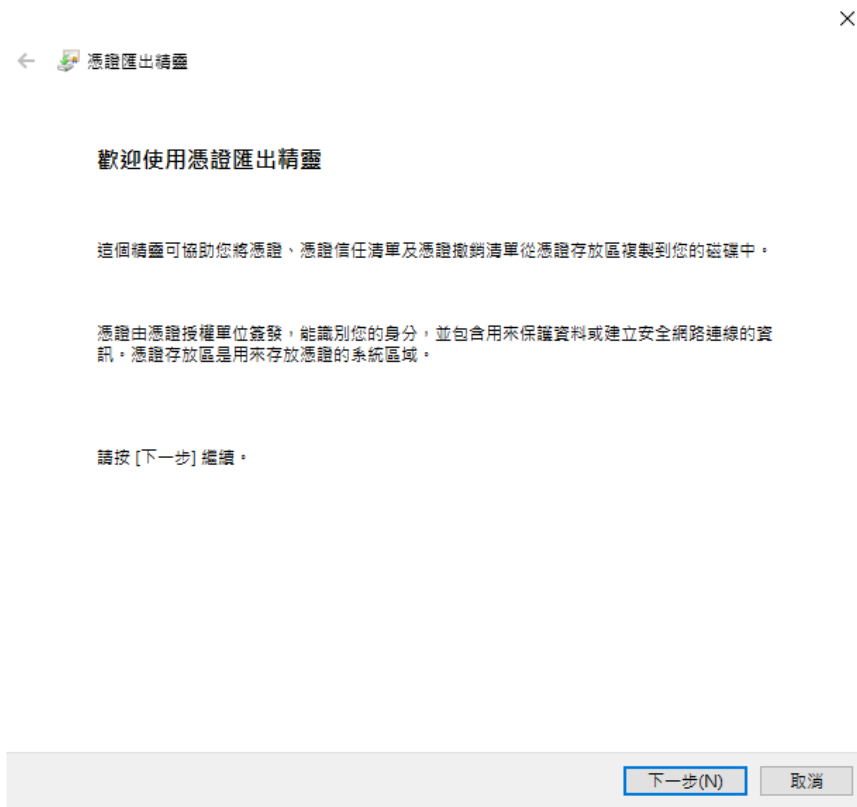 憑證匯出精靈
歡迎使用憑證匯出精靈
這個精靈可協助您將憑證、憑證信任清單及憑證撤銷清單從憑證存放區複製到您的磁碟中。
憑證由憑證授權單位簽發，能識別您的身分，並包含用來保護資料或建立安全網路連線的資
訊。憑證存放區是用來存放憑證的系統區域。
請按 [下一步] 繼續。
下一步(N) 取消